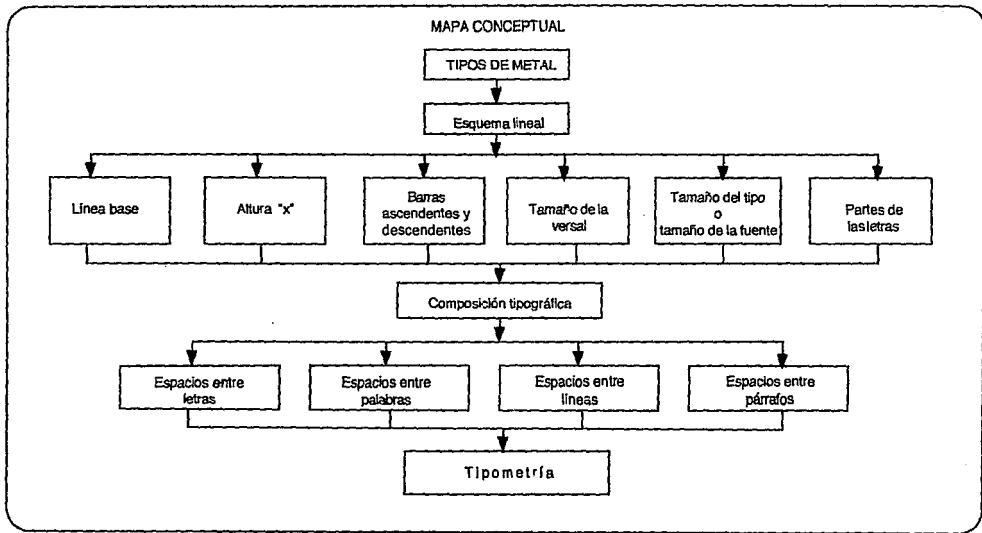 MAPA CONCEPTUAL
TIPOS DE METAL
Esquema lineal
Línea base
Altura "x"
Barras
ascendentes y
descendentes
Tamaño de la
versal
Tamaño del tipo
o
tamaño de la fuente
Partes de
las letras
Composición tipográfica
Espacios entre
letras
Espacios entre
palabras
Espacios entre
líneas
Espacios entre
párrafos
Tipometría